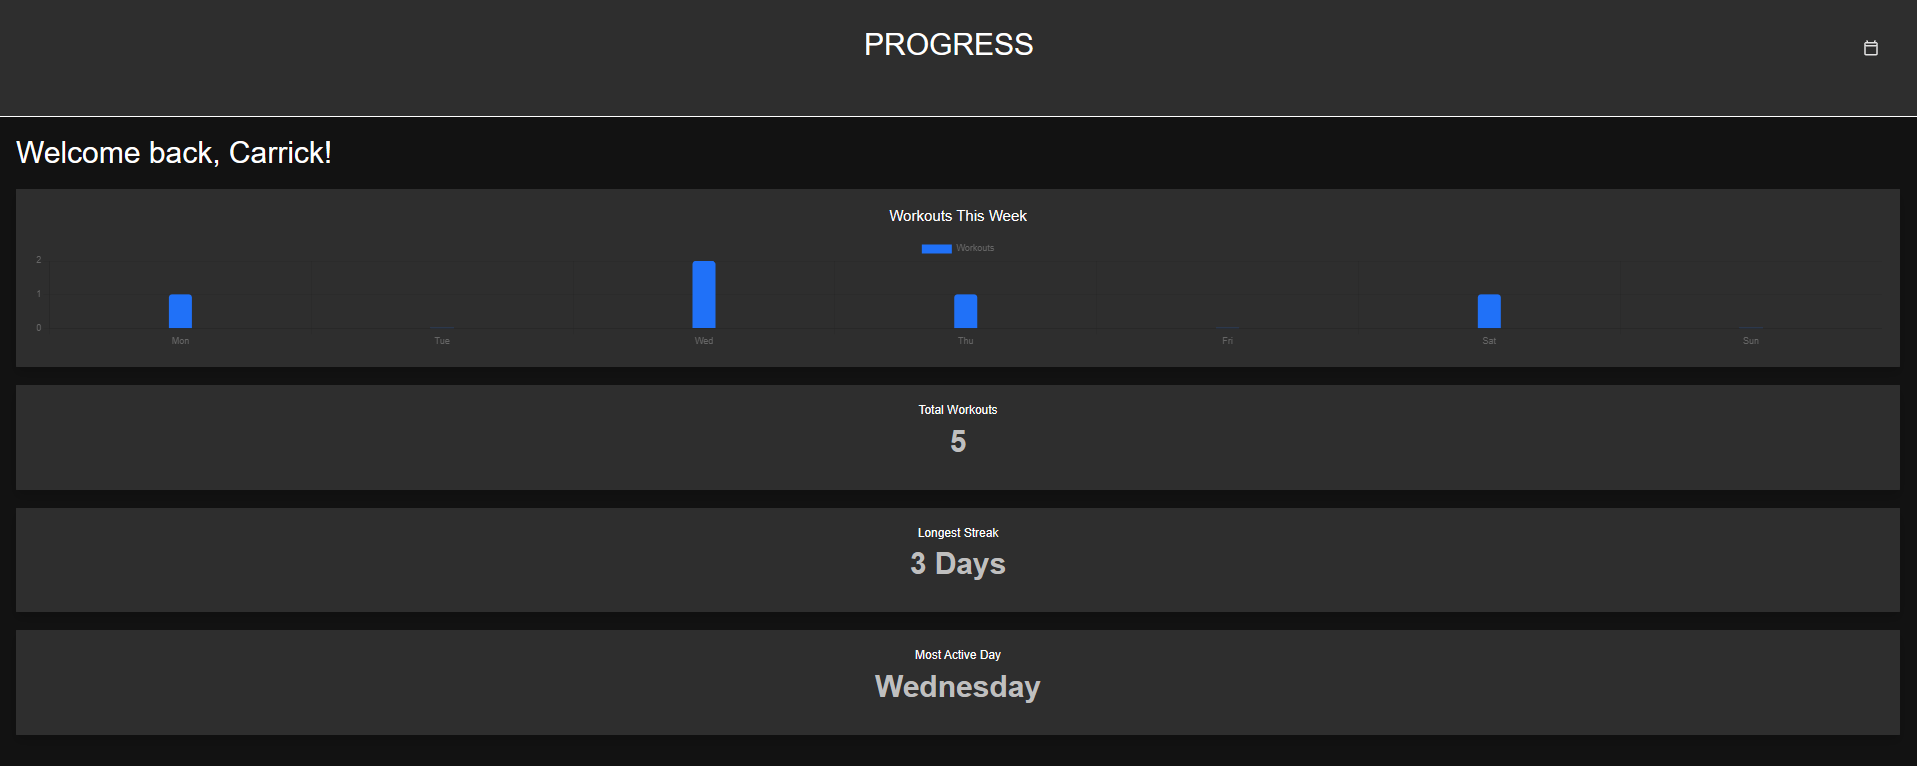 PROGRESS
Welcome back, Carrick!
Workouts This Week
Workouts
2
1
0
Mon Tue Wed Thu Fri Sat Sun
Total Workouts
5
Longest Streak
3 Days
Most Active Day
Wednesday